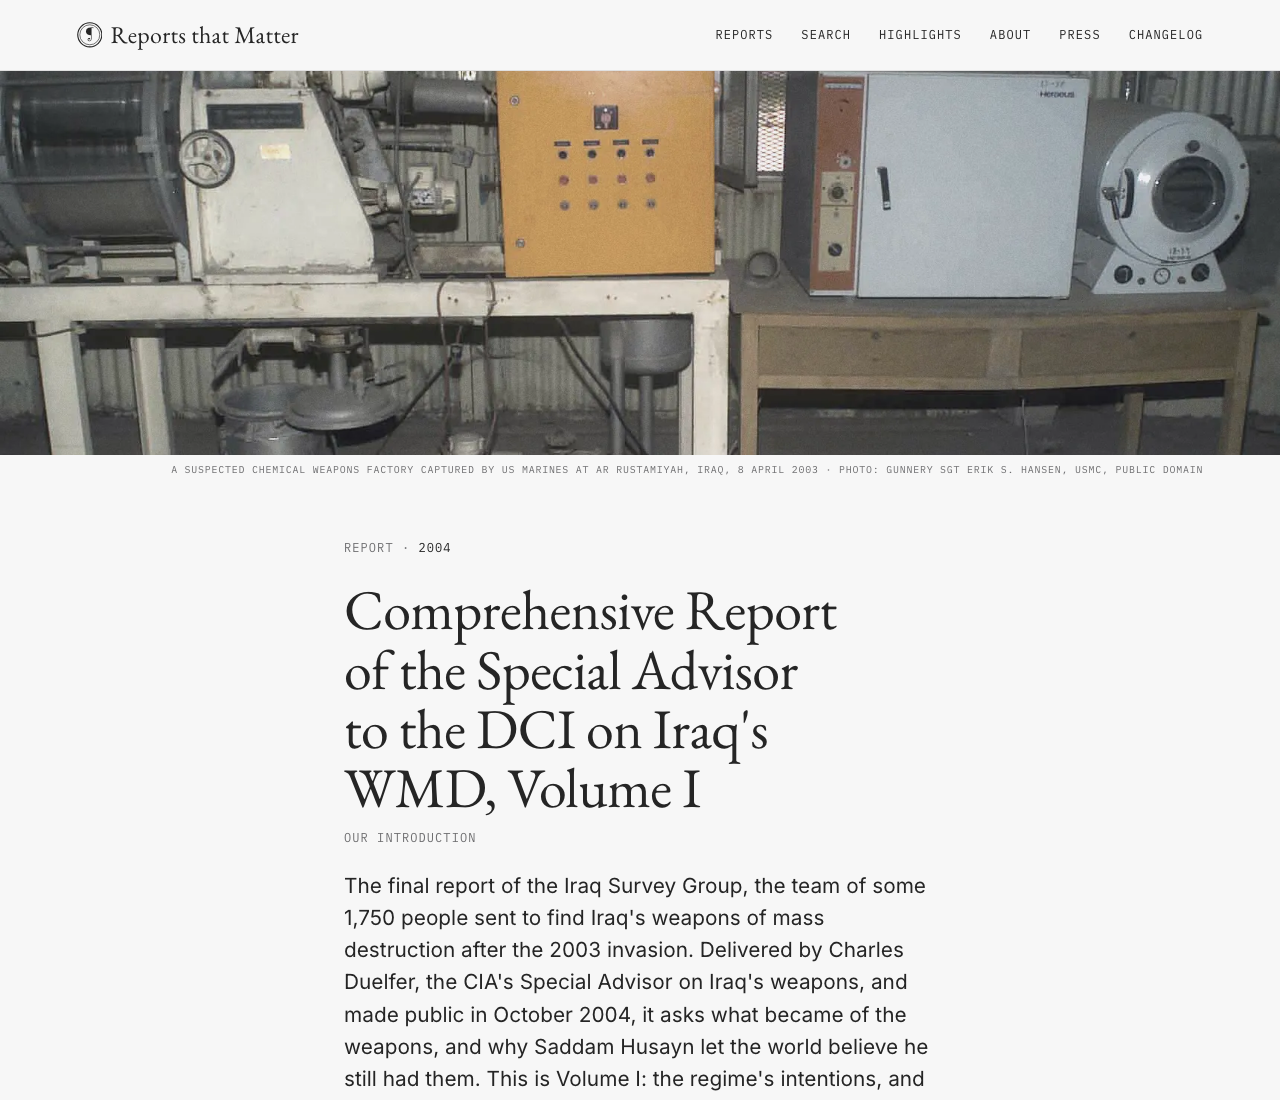 Reports that Matter
REPORTS SEARCH HIGHLIGHTS ABOUT PRESS CHANGELOG
Heraeus
A SUSPECTED CHEMICAL WEAPONS FACTORY CAPTURED BY US MARINES AT AR RUSTAMIYAH, IRAQ, 8 APRIL 2003 · PHOTO: GUNNERY SGT ERIK S. HANSEN, USMC, PUBLIC DOMAIN
REPORT · 2004
Comprehensive Report
of the Special Advisor
to the DCI on Iraq's
WMD, Volume I
OUR INTRODUCTION
The final report of the Iraq Survey Group, the team of some
1,750 people sent to find Iraq's weapons of mass
destruction after the 2003 invasion. Delivered by Charles
Duelfer, the CIA's Special Advisor on Iraq's weapons, and
made public in October 2004, it asks what became of the
weapons, and why Saddam Husayn let the world believe he
still had them. This is Volume I: the regime's intentions, and